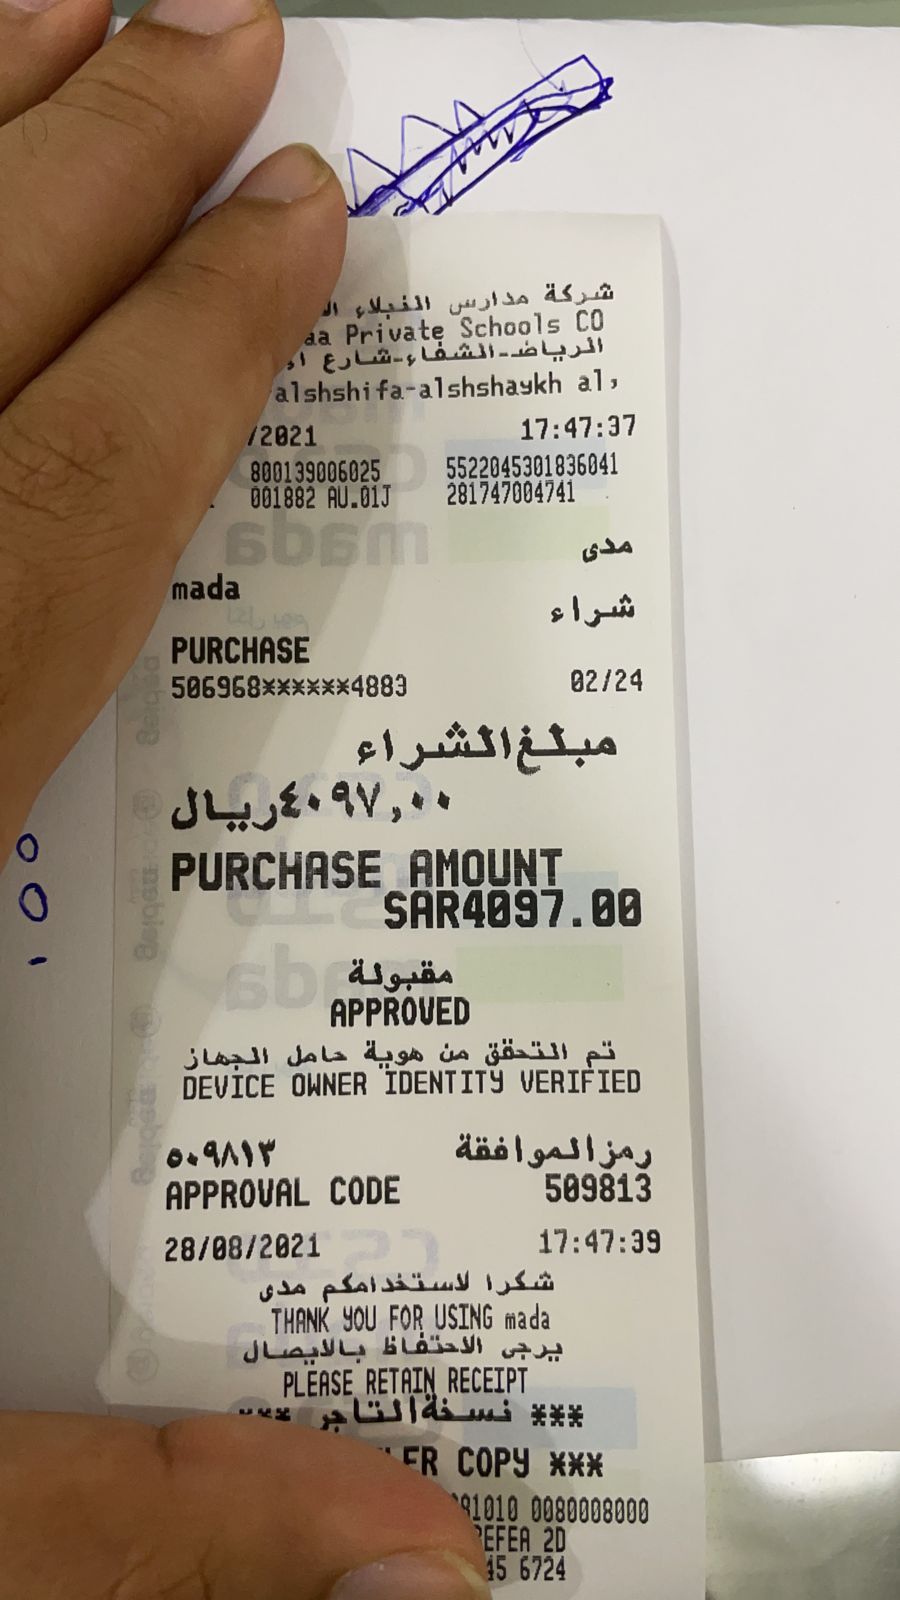 شركة مدارس النبلاء
Private Schools CO
الرياض-الشفاء-شارع
alshshifa-alshshaykh al,
/2021 17:47:37
800139006025 5522045301836041
001882 AU.01J 281747004741
مدى
mada
شراء
PURCHASE
506968******4883 02/24
مبلغ الشراء
٤٠٩٧,٠٠ ريال
PURCHASE AMOUNT
SAR4097.00
مقبولة
APPROVED
تم التحقق من هوية حامل الجهاز
DEVICE OWNER IDENTITY VERIFIED
رمز الموافقة ٥٠٩٨١٣
APPROVAL CODE 509813
28/08/2021 17:47:39
شكرا لاستخدامكم مدى
THANK YOU FOR USING mada
يرجى الاحتفاظ بالايصال
PLEASE RETAIN RECEIPT
*** نسخة التاجر ***
COPY ***
0080008000
2D
6724